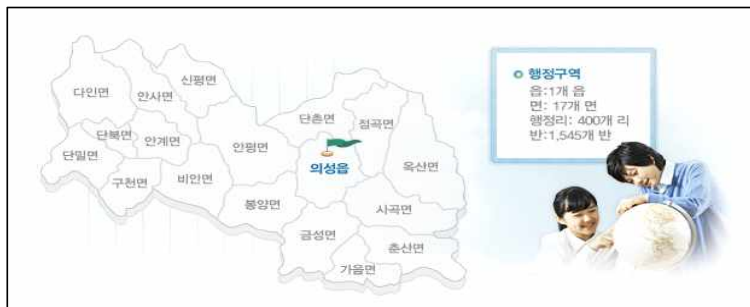 신평면
다인면
안사면
단촌면
점곡면
단북면
안계면
안평면
단밀면
의성읍
옥산면
구천면
비안면
봉양면
사곡면
금성면
춘산면
가음면
행정구역
읍:1개 읍
면: 17개 면
행정리: 400개 리
반:1,545개 반